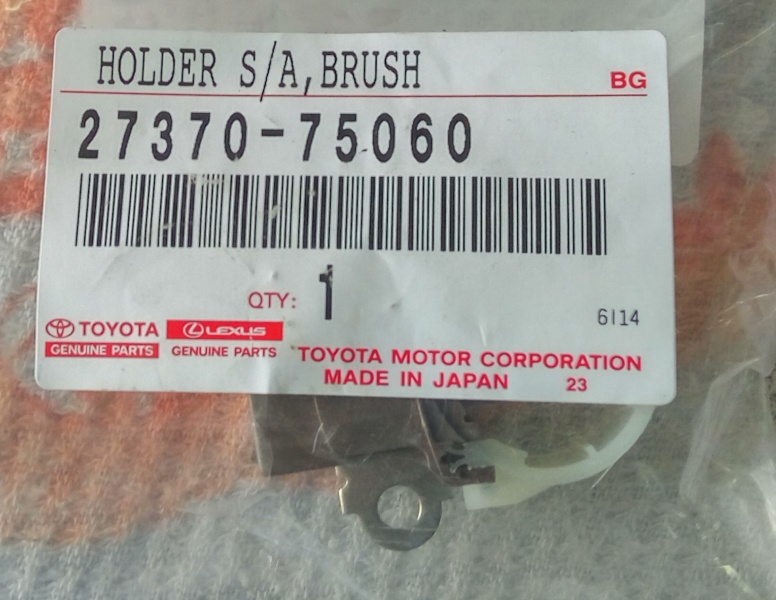 HOLDER S/A, BRUSH
BG
27370-75060
QTY: 1
6114
TOYOTA
GENUINE PARTS
LEXUS
GENUINE PARTS
TOYOTA MOTOR CORPORATION
MADE IN JAPAN 23